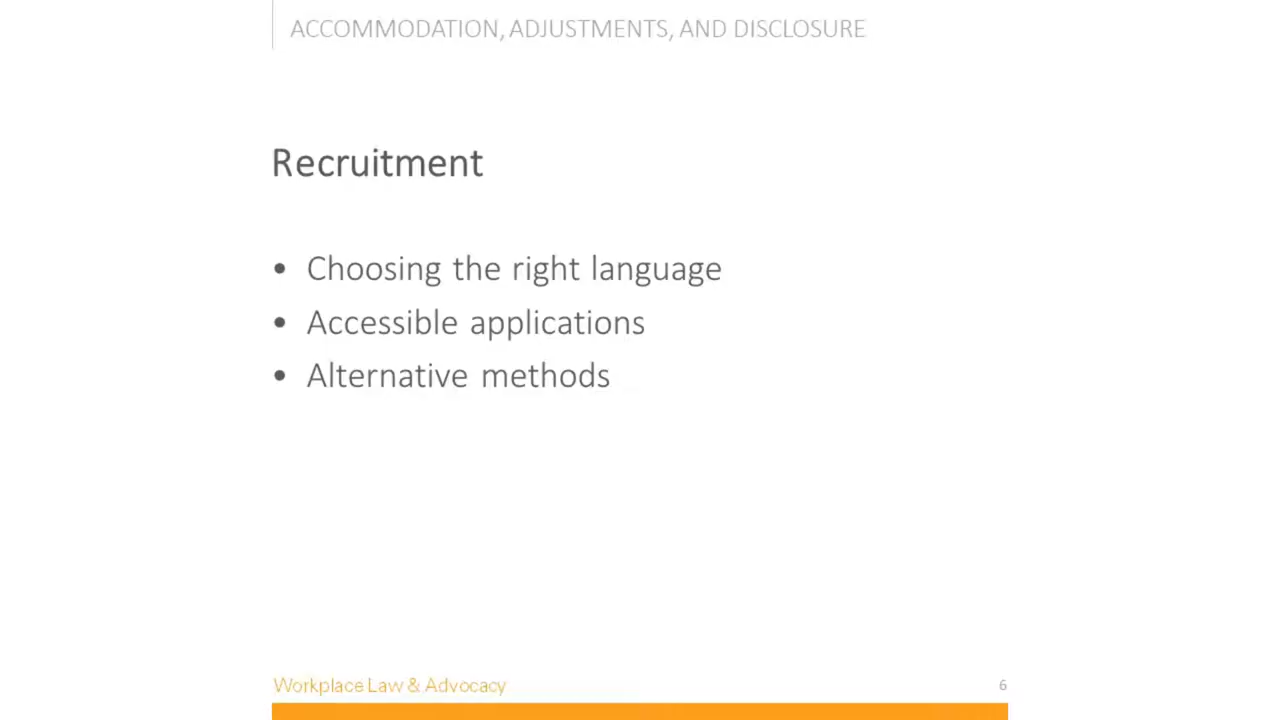 ACCOMMODATION, ADJUSTMENTS, AND DISCLOSURE
Recruitment
• Choosing the right language
• Accessible applications
• Alternative methods
Workplace Law & Advocacy
6